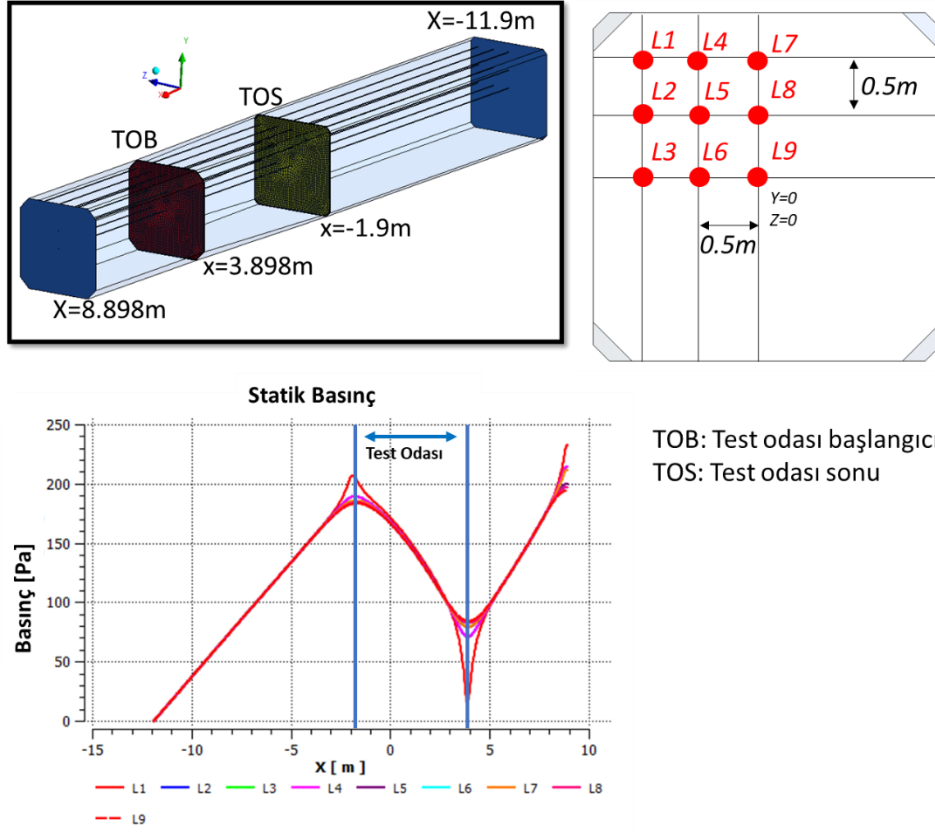 X=-11.9m
TOS
TOB
x=-1.9m
x=3.898m
X=8.898m
Y
Z
X
L1 L4 L7
0.5m
L2 L5 L8
L3 L6 L9
Y=0
Z=0
0.5m
Statik Basınç
Test Odası
Basınç [Pa]
250
200
150
100
50
0
-15 -10 -5 0 5 10
X [ m ]
L1 L2 L3 L4 L5 L6 L7 L8
L9
TOB: Test odası başlangıcı
TOS: Test odası sonu